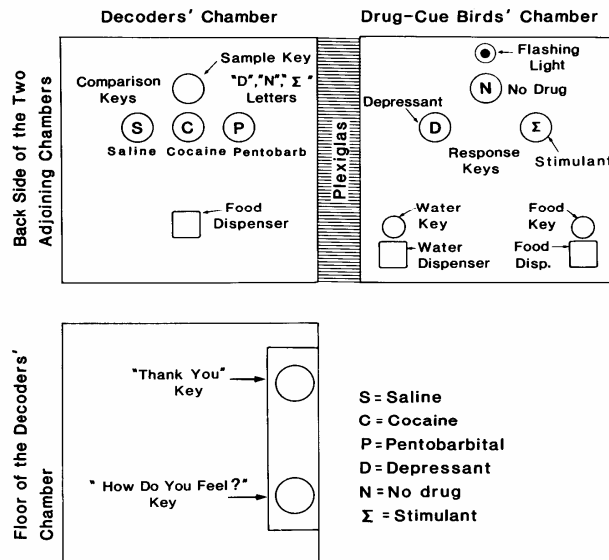 Decoders' Chamber
Drug-Cue Birds' Chamber
Back Side of the Two
Adjoining Chambers
Comparison
Keys
Sample Key
"D","N","Σ"
Letters
S
C
P
Saline
Cocaine
Pentobarb
Food
Dispenser
Plexiglas
Flashing
Light
N
No Drug
Depressant
D
Σ
Response
Keys
Stimulant
Water
Key
Food
Key
Water
Dispenser
Food
Disp.
Floor of the Decoders'
Chamber
"Thank You"
Key
"How Do You Feel?"
Key
S = Saline
C = Cocaine
P = Pentobarbital
D = Depressant
N = No drug
Σ = Stimulant